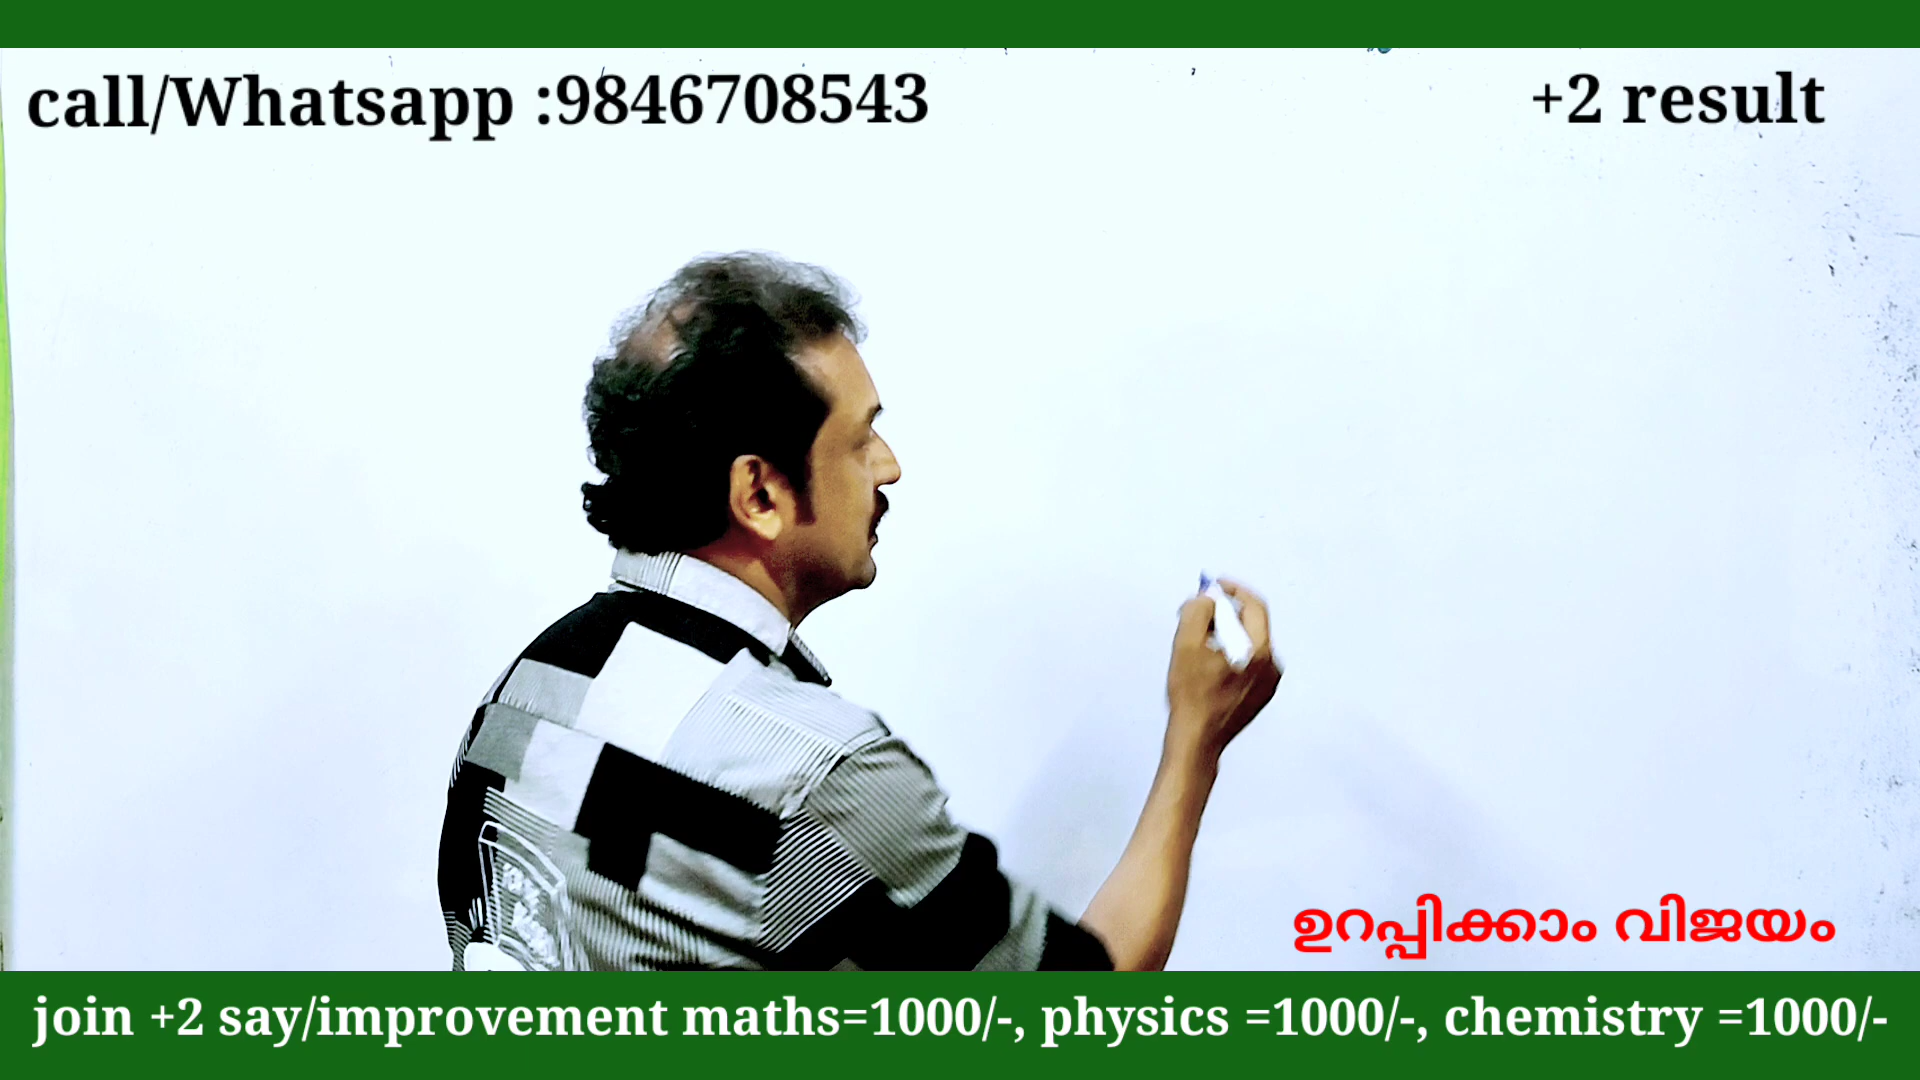 call/Whatsapp :9846708543
+2 result
ഉറപ്പിക്കാം വിജയം
join +2 say/improvement maths=1000/-, physics =1000/-, chemistry =1000/-